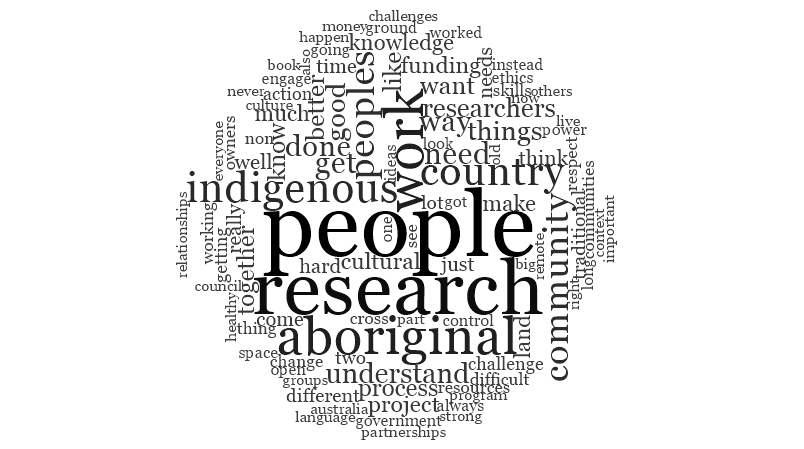 challenges
money
ground
happen
knowledge
worked
going
also
peoples
like
needs
book
time
funding
instead
engage
better
want
ethics
never
action
good
work
skills
others
culture
much
researchers
now
everyone
owners
know
way
things
live
power
non
done
look
old
well
get
ideas
need
think
respect
country
indigenous
relationships
working
really
lot
got
make
traditional
communities
context
important
people
one
see
remote
community
getting
together
hard
cultural
just
big
long
right
council
research
healthy
thing
come
cross
part
control
land
aboriginal
space
change
two
challenge
open
understand
groups
process
resources
difficult
different
project
program
australia
always
language
government
strong
partnerships